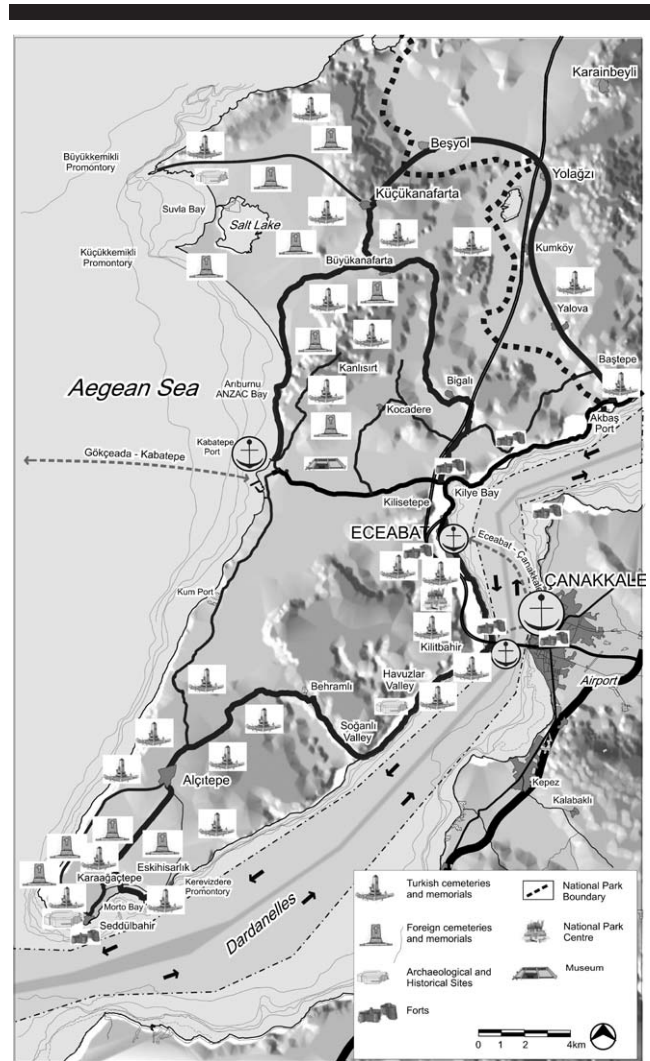 Karainbeyli
Beşyol
Büyükkemikli
Promontory
Yolağzı
Küçükanafarta
Suvla Bay
Salt Lake
Küçükkemikli
Promontory
Kumköy
Büyükanafarta
Yalova
Baştepe
Kanlısırt
Aegean Sea
Bigalı
Arıburnu
ANZAC Bay
Kocadere
Akbaş
Port
Kabatepe
Port
Gökçeada - Kabatepe
Kilisetepe
Kilye Bay
ECEABAT
Eceabat - Çanakkale
ÇANAKKALE
Kum Port
Kilitbahir
Havuzlar
Valley
Behramlı
Airport
Soğanlı
Valley
Alçıtepe
Kepez
Kalabaklı
Eskihisarlık
Karaağaçtepe
Kerevizdere
Promontory
Morto Bay
Seddülbahir
Dardanelles
Turkish cemeteries
and memorials
National Park
Boundary
Foreign cemeteries
and memorials
National Park
Centre
Archaeological and
Historical Sites
Museum
Forts
0 1 2 4km